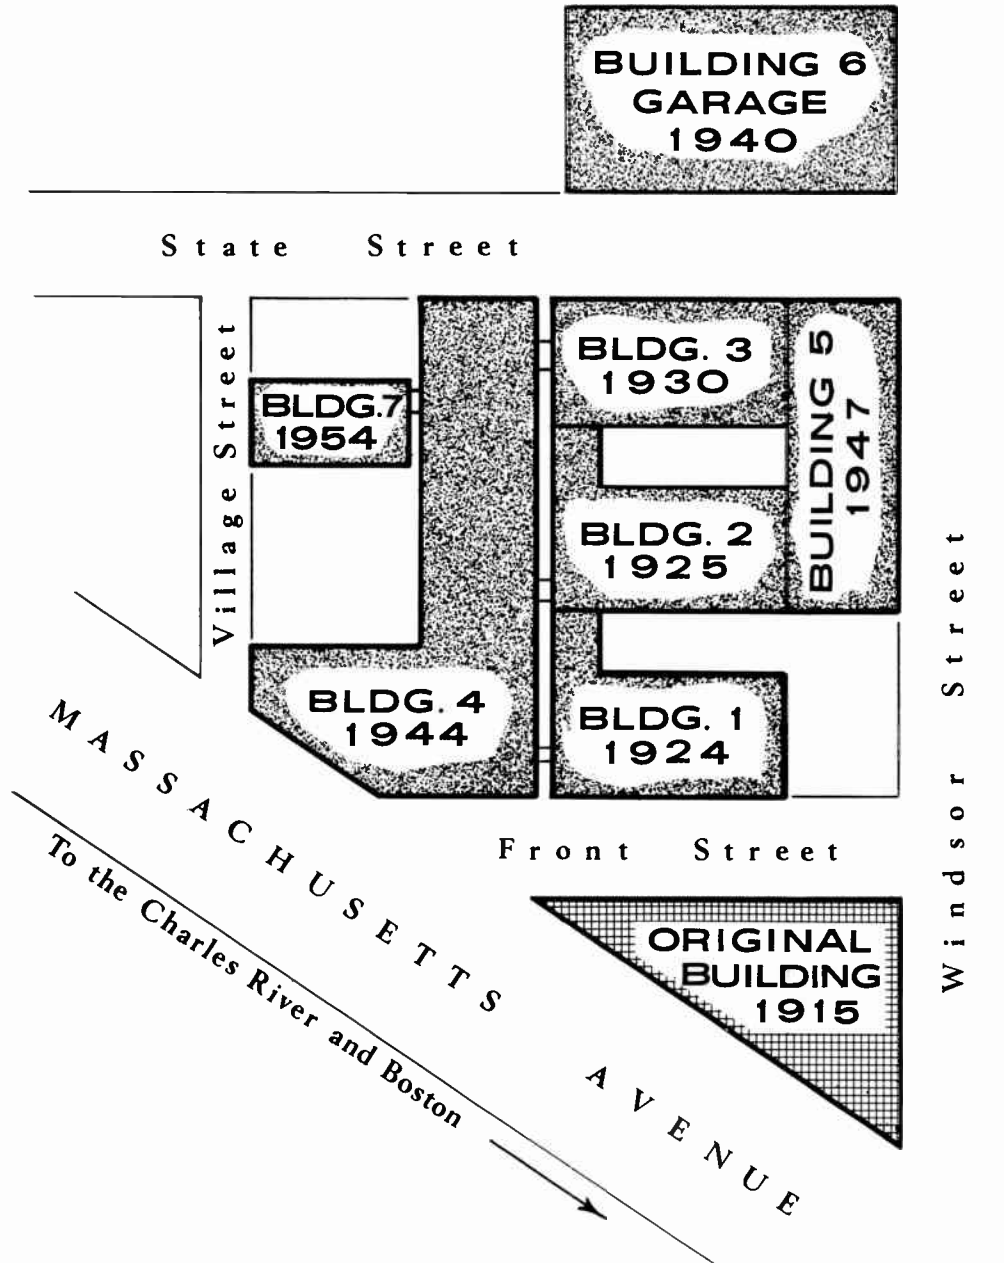 BUILDING 6
GARAGE
1940
State Street
Village Street
BLDG. 3
1930
BUILDING 5
1947
BLDG.7
1954
BLDG. 2
1925
BLDG. 4
1944
BLDG. 1
1924
Windsor Street
MASSACHUSETTS AVENUE
Front Street
To the Charles River and Boston
ORIGINAL
BUILDING
1915